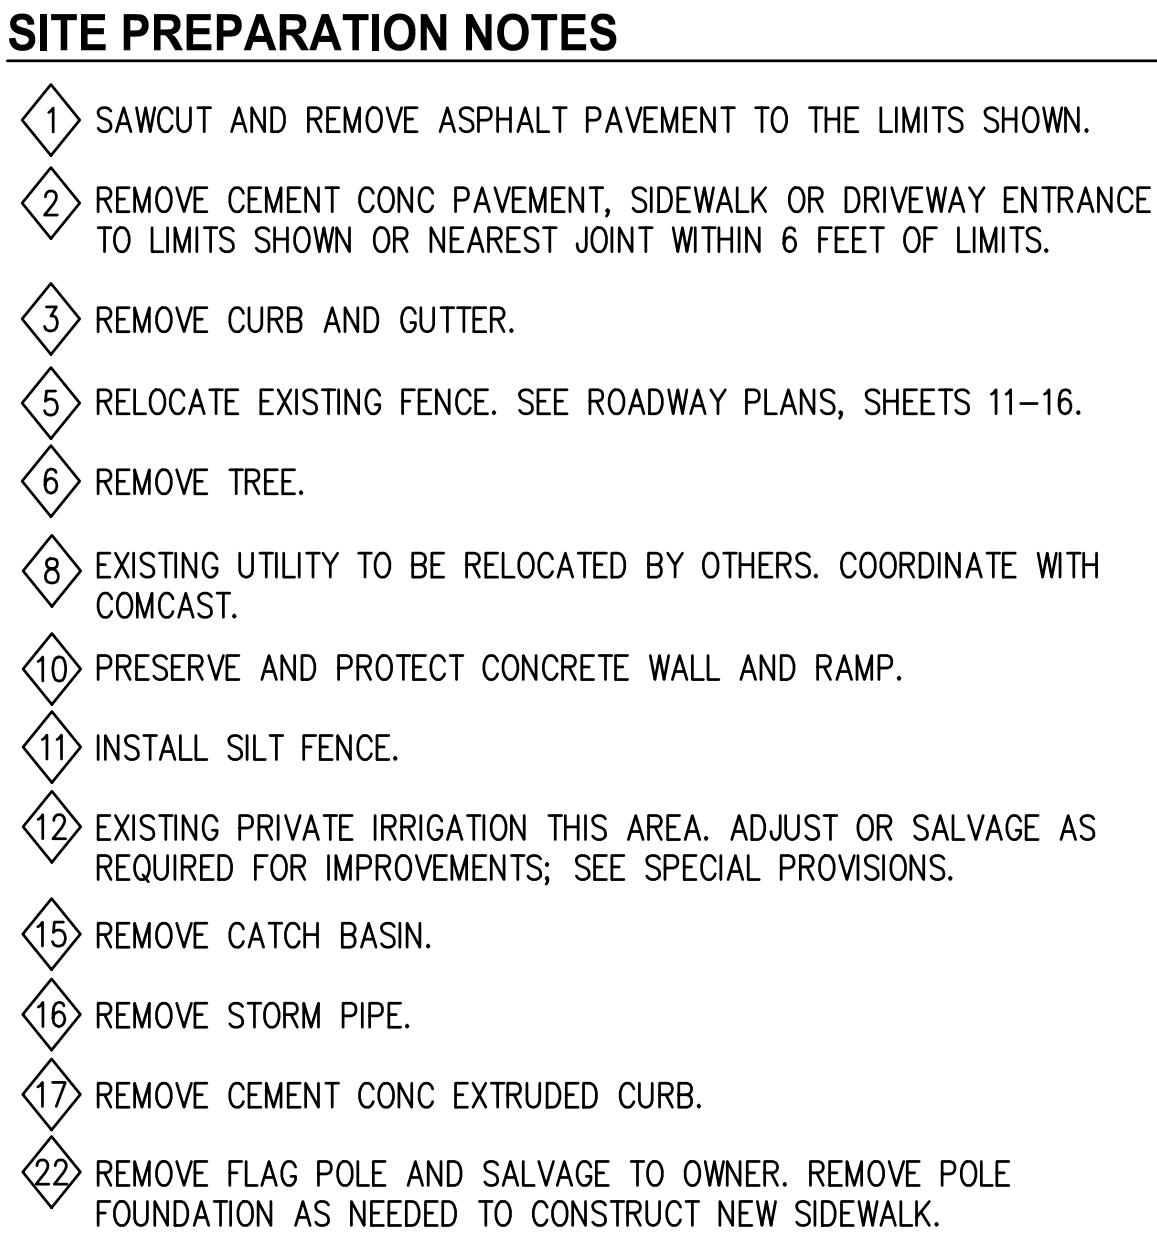 SITE PREPARATION NOTES
1 SAWCUT AND REMOVE ASPHALT PAVEMENT TO THE LIMITS SHOWN.
2 REMOVE CEMENT CONC PAVEMENT, SIDEWALK OR DRIVEWAY ENTRANCE
TO LIMITS SHOWN OR NEAREST JOINT WITHIN 6 FEET OF LIMITS.
3 REMOVE CURB AND GUTTER.
5 RELOCATE EXISTING FENCE. SEE ROADWAY PLANS, SHEETS 11–16.
6 REMOVE TREE.
8 EXISTING UTILITY TO BE RELOCATED BY OTHERS. COORDINATE WITH
COMCAST.
10 PRESERVE AND PROTECT CONCRETE WALL AND RAMP.
11 INSTALL SILT FENCE.
12 EXISTING PRIVATE IRRIGATION THIS AREA. ADJUST OR SALVAGE AS
REQUIRED FOR IMPROVEMENTS; SEE SPECIAL PROVISIONS.
15 REMOVE CATCH BASIN.
16 REMOVE STORM PIPE.
17 REMOVE CEMENT CONC EXTRUDED CURB.
22 REMOVE FLAG POLE AND SALVAGE TO OWNER. REMOVE POLE
FOUNDATION AS NEEDED TO CONSTRUCT NEW SIDEWALK.